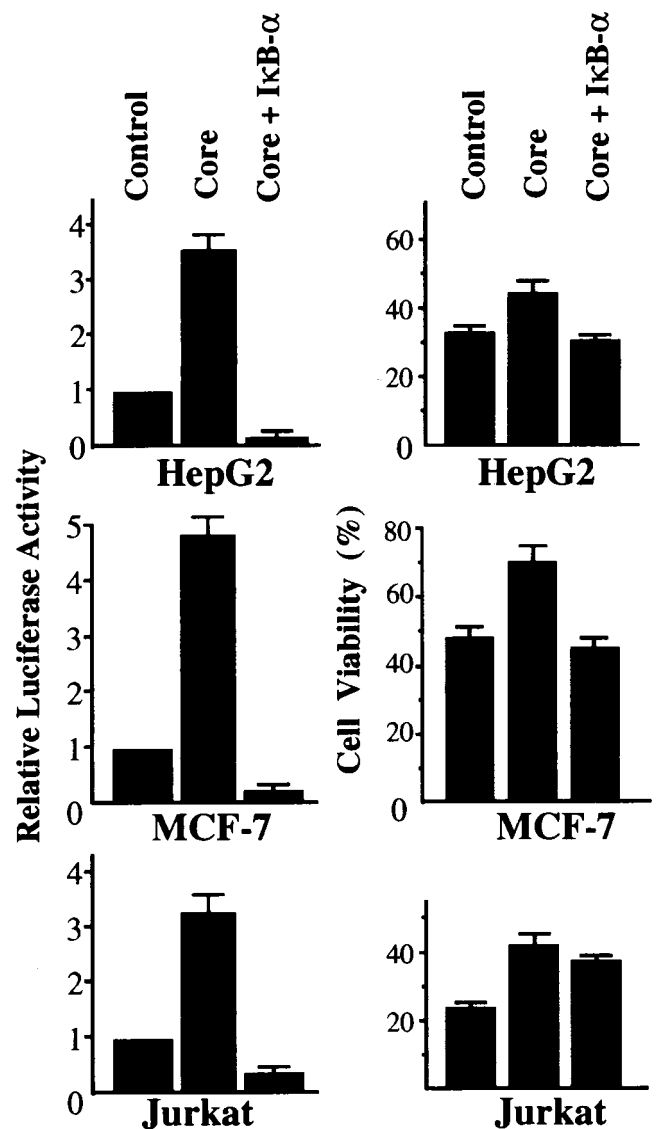 Control
Core
Core + IκB-α
Control
Core
Core + IκB-α
Relative Luciferase Activity
4
3
2
1
0
HepG2
5
4
3
2
1
0
MCF-7
4
3
2
1
0
Jurkat
Cell Viability (%)
60
40
20
0
HepG2
80
60
40
20
0
MCF-7
40
20
Jurkat